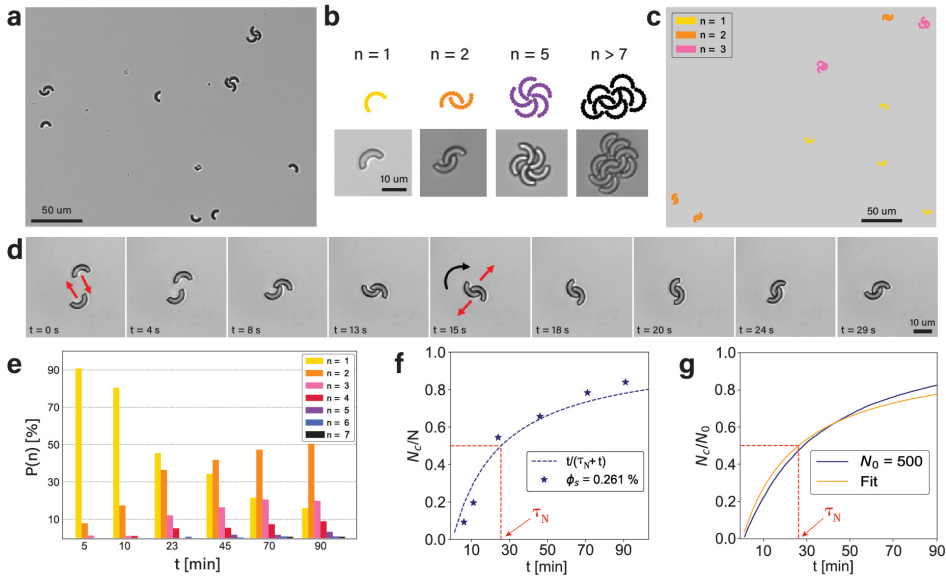 a
50 um
b
n = 1
n = 2
n = 5
n > 7
10 um
c
n = 1
n = 2
n = 3
50 um
d
t = 0 s
t = 4 s
t = 8 s
t = 13 s
t = 15 s
t = 18 s
t = 20 s
t = 24 s
t = 29 s
10 um
e
P(n) [%]
90
70
50
30
10
n = 1
n = 2
n = 3
n = 4
n = 5
n = 6
n = 7
5 10 23 45 70 90
t [min]
f
N_c/N
1.0
0.8
0.6
0.4
0.2
0.0
t/(τ_N+ t)
ϕ_s = 0.261 %
τ_N
0 30 60 90
t [min]
g
N_c/N_0
1.0
0.8
0.6
0.4
0.2
0.0
N_0 = 500
Fit
τ_N
10 30 50 70 90
t [min]